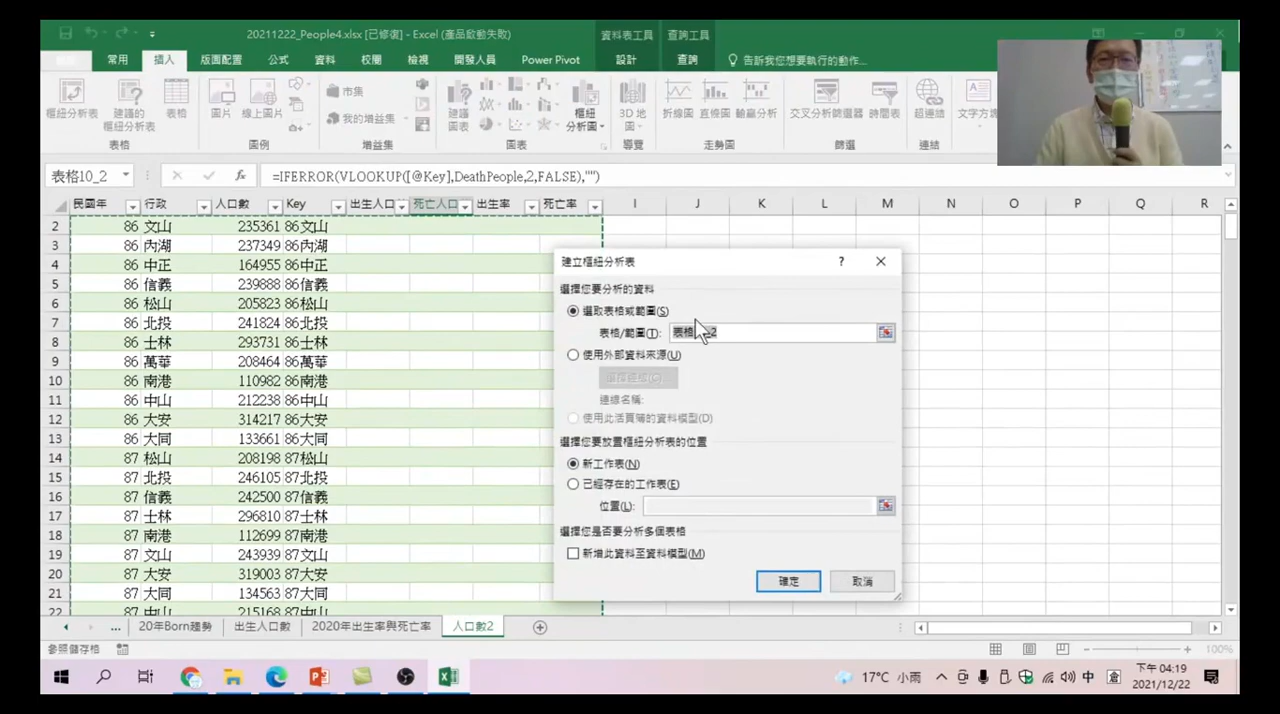 20211222_People4.xlsx [已修復] - Excel (產品啟動失敗)
資料表工具 查詢工具
常用 插入 版面配置 公式 資料 校閱 檢視 開發人員 Power Pivot 設計 查詢 告訴我您想要執行的動作...
樞紐分析表 建議的樞紐分析表 表格 圖片 線上圖片 市集 我的增益集 建議圖表 樞紐分析圖 3D 地圖 折線圖 直條圖 輸贏分析 交叉分析篩選器 時間表 超連結
表格 圖例 增益集 圖表 導覽 走勢圖 篩選 連結
表格10_2 fx =IFERROR(VLOOKUP([@Key],DeathPeople,2,FALSE),"")
民國年 行政 人口數 Key 出生人口 死亡人口 出生率 死亡率 I J K L M N O P Q R
2 86 文山 235361 86文山
3 86 內湖 237349 86內湖
4 86 中正 164955 86中正
5 86 信義 239888 86信義
6 86 松山 205823 86松山
7 86 北投 241824 86北投
8 86 士林 293731 86士林
9 86 萬華 208464 86萬華
10 86 南港 110982 86南港
11 86 中山 212238 86中山
12 86 大安 314217 86大安
13 86 大同 133661 86大同
14 87 松山 208198 87松山
15 87 北投 246105 87北投
16 87 信義 242500 87信義
17 87 士林 296810 87士林
18 87 南港 112699 87南港
19 87 文山 243939 87文山
20 87 大安 319003 87大安
21 87 大同 134563 87大同
22 87 中山 215168 87中山
建立樞紐分析表 ?
選擇您要分析的資料
選取表格或範圍(S)
表格/範圍(T):
使用外部資料來源(U)
選擇連線(C)...
連線名稱:
使用此活頁簿的資料模型(D)
選擇您要放置樞紐分析表的位置
新工作表(N)
已經存在的工作表(E)
位置(L):
選擇您是否要分析多個表格
新增此資料至資料模型(M)
確定 取消
... 20年Born趨勢 出生人口數 2020年出生率與死亡率 人口數2
參照儲存格 100%
17°C 小雨 中 下午 04:19
2021/12/22